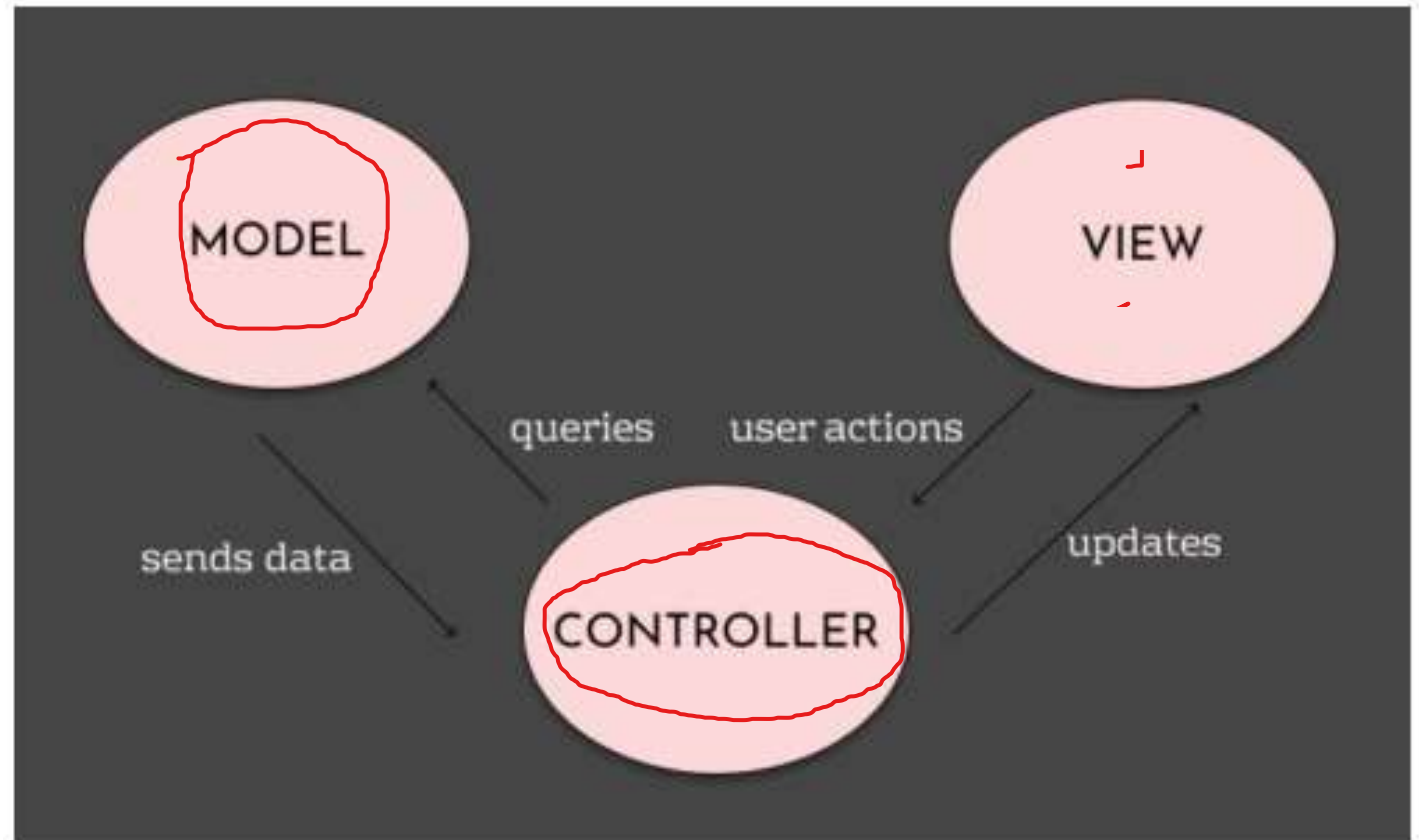 MODEL
VIEW
queries
user actions
sends data
updates
CONTROLLER